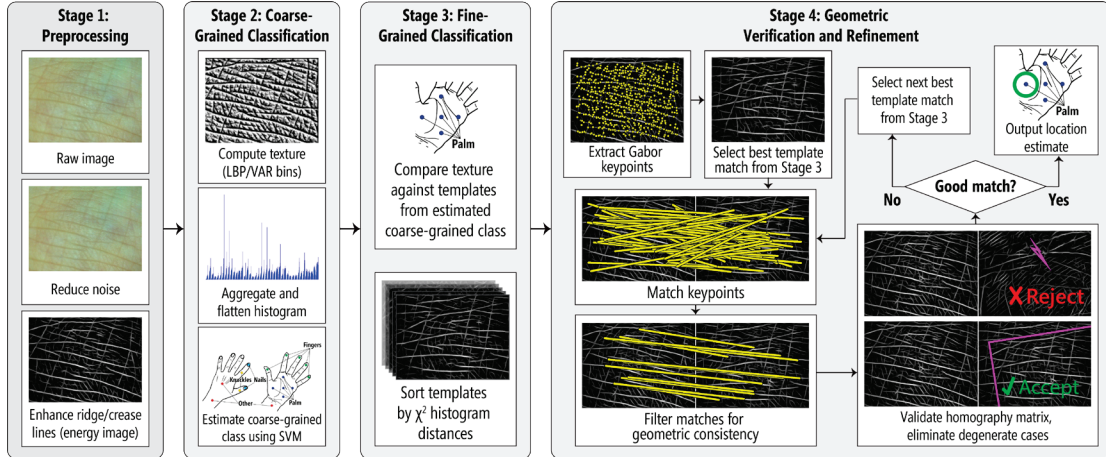 Stage 1:
Preprocessing
Raw image
Reduce noise
Enhance ridge/crease
lines (energy image)
Stage 2: Coarse-
Grained Classification
Compute texture
(LBP/VAR bins)
Aggregate and
flatten histogram
Fingers
Knuckles
Nails
Other
Palm
Estimate coarse-grained
class using SVM
Stage 3: Fine-
Grained Classification
Palm
Compare texture
against templates
from estimated
coarse-grained class
Sort templates
by χ² histogram
distances
Stage 4: Geometric
Verification and Refinement
Extract Gabor
keypoints
Select best template
match from Stage 3
Match keypoints
Filter matches for
geometric consistency
Select next best
template match
from Stage 3
Palm
Output location
estimate
Good match?
No
Yes
✗ Reject
✓ Accept
Validate homography matrix,
eliminate degenerate cases